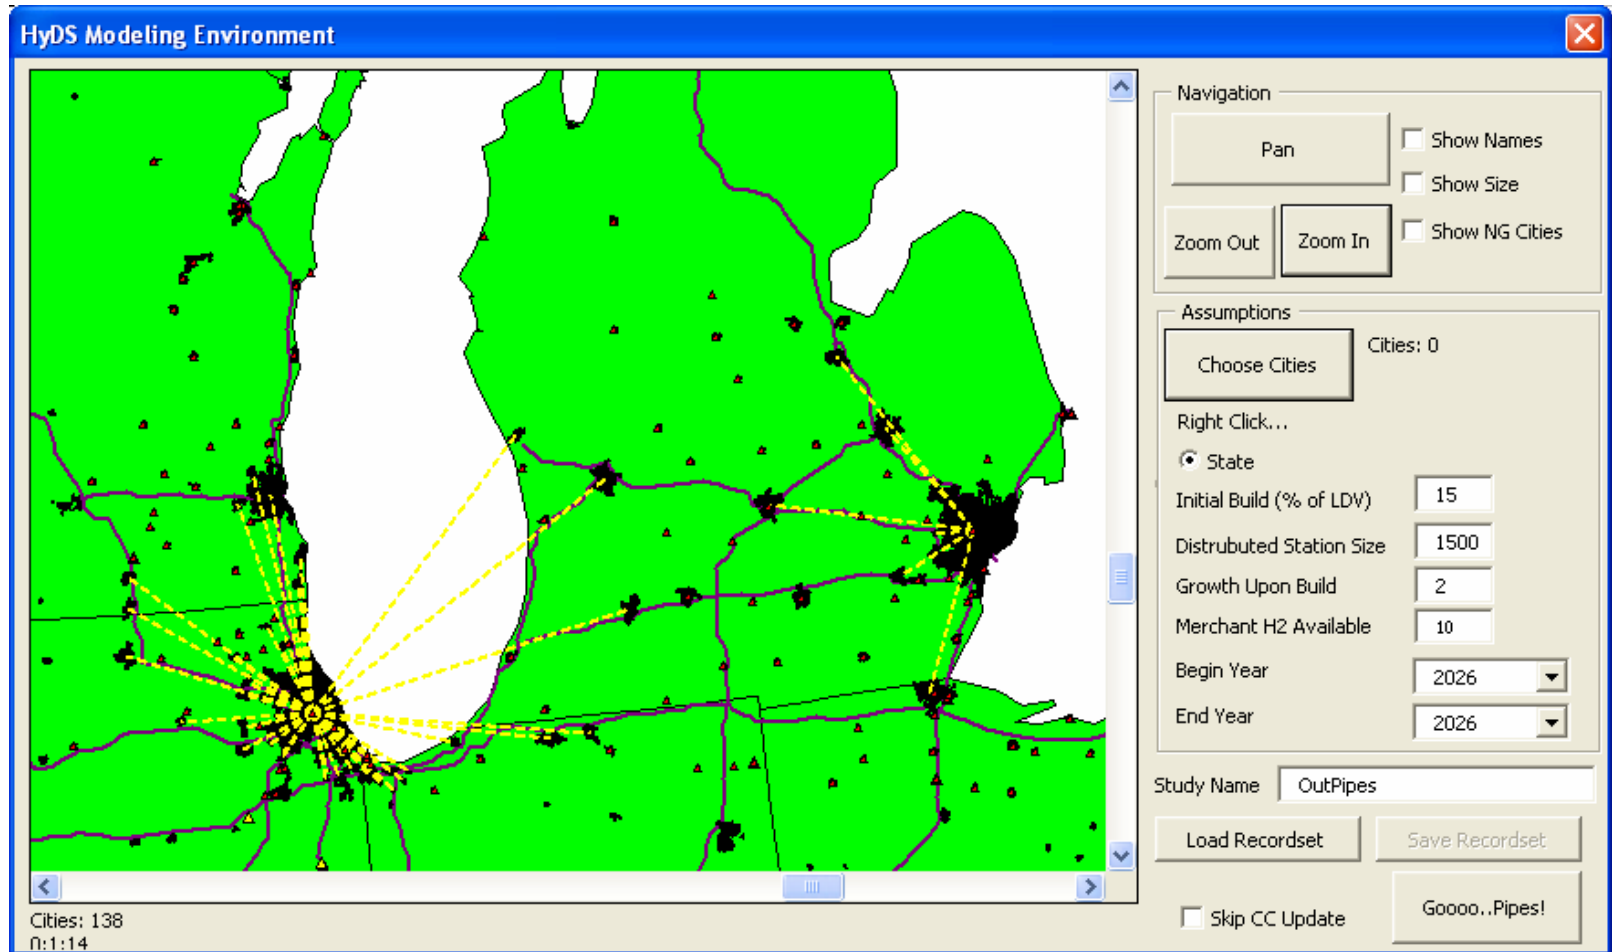 HyDS Modeling Environment
Navigation
Pan
Show Names
Show Size
Zoom Out
Zoom In
Show NG Cities
Assumptions
Choose Cities
Cities: 0
Right Click...
State
Initial Build (% of LDV)
15
Distrubuted Station Size
1500
Growth Upon Build
2
Merchant H2 Available
10
Begin Year
2026
End Year
2026
Study Name
OutPipes
Load Recordset
Save Recordset
Skip CC Update
Goooo..Pipes!
Cities: 138
0:1:14